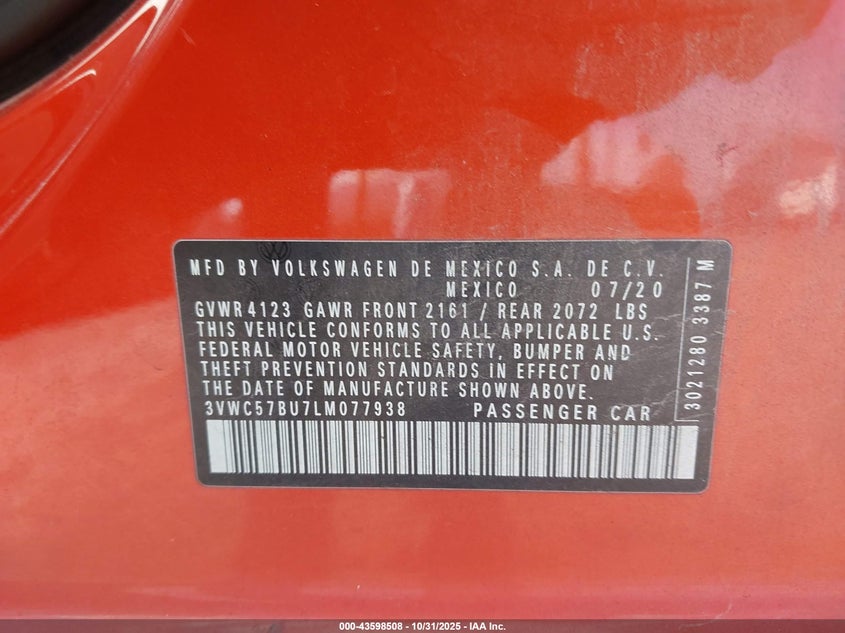 MFD BY VOLKSWAGEN DE MEXICO S.A. DE C.V.
MEXICO 07/20
GVWR 4123 GAWR FRONT 2161 / REAR 2072 LBS
THIS VEHICLE CONFORMS TO ALL APPLICABLE U.S.
FEDERAL MOTOR VEHICLE SAFETY, BUMPER AND
THEFT PREVENTION STANDARDS IN EFFECT ON
THE DATE OF MANUFACTURE SHOWN ABOVE.
3VWC57BU7LM077938 PASSENGER CAR
3021280 3387 M
000-43598508 - 10/31/2025 - IAA Inc.